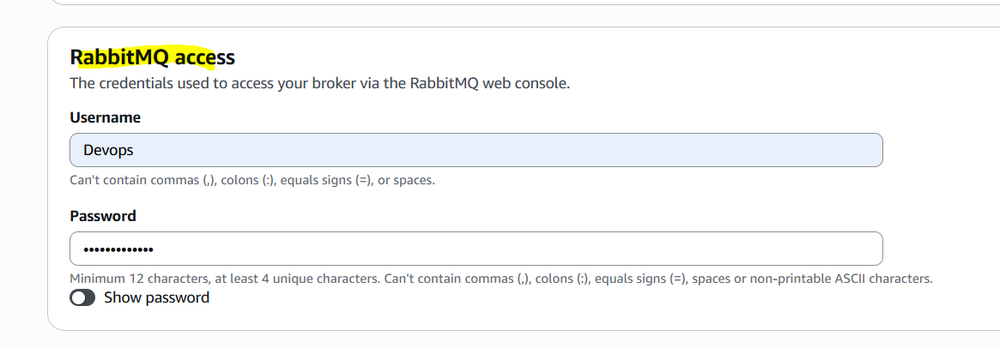 RabbitMQ access
The credentials used to access your broker via the RabbitMQ web console.
Username
Devops
Can't contain commas (,), colons (:), equals signs (=), or spaces.
Password
•••••••••••••
Minimum 12 characters, at least 4 unique characters. Can't contain commas (,), colons (:), equals signs (=), spaces or non-printable ASCII characters.
Show password